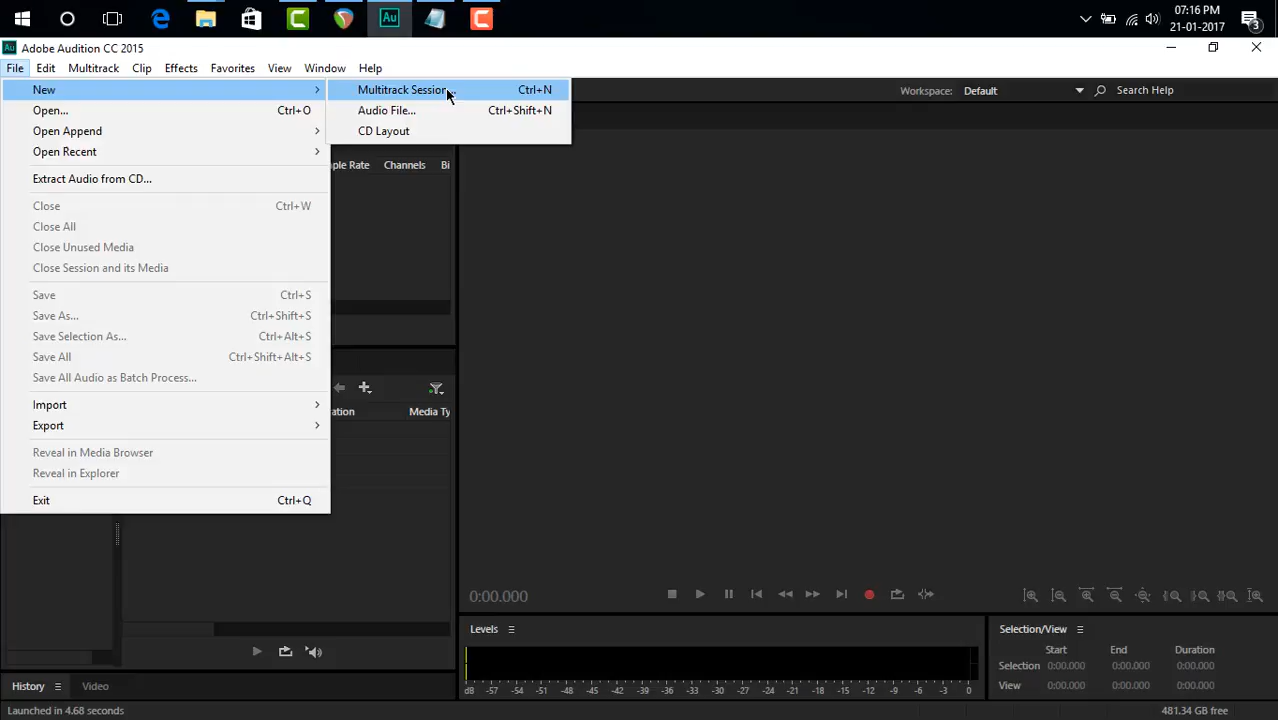 07:16 PM
21-01-2017
3
Au
Au Adobe Audition CC 2015
File Edit Multitrack Clip Effects Favorites View Window Help
New
Multitrack Session... Ctrl+N
Workspace: Default
Search Help
Open... Ctrl+O
Audio File... Ctrl+Shift+N
Open Append
CD Layout
Open Recent
ple Rate Channels Bi
Extract Audio from CD...
Close Ctrl+W
Close All
Close Unused Media
Close Session and its Media
Save Ctrl+S
Save As... Ctrl+Shift+S
Save Selection As... Ctrl+Alt+S
Save All Ctrl+Shift+Alt+S
Save All Audio as Batch Process...
Import
ation Media Ty
Export
Reveal in Media Browser
Reveal in Explorer
Exit Ctrl+Q
0:00.000
Levels
Selection/View
Start End Duration
Selection 0:00.000 0:00.000 0:00.000
View 0:00.000 0:00.000 0:00.000
dB -57 -54 -51 -48 -45 -42 -39 -36 -33 -30 -27 -24 -21 -18 -15 -12 -9 -6 -3 0
History Video
Launched in 4.68 seconds
481.34 GB free